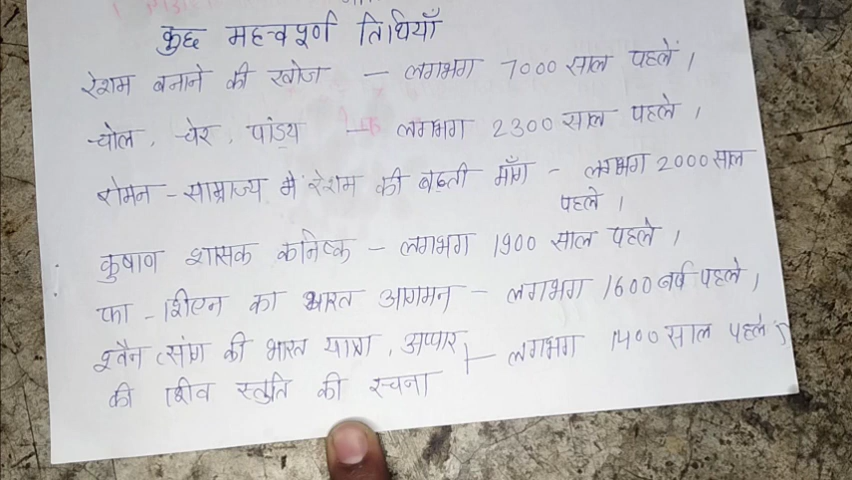 कुछ महत्वपूर्ण तिथियाँ
रेशम बनाने की खोज — लगभग 7000 साल पहले।
चोल, चेर, पांड्य — लगभग 2300 साल पहले।
रोमन - साम्राज्य में रेशम की बढ़ती माँग - लगभग 2000 साल
पहले।
कुषाण शासक कनिष्क — लगभग 1900 साल पहले।
फा - शिएन का भारत आगमन — लगभग 1600 वर्ष पहले।
श्वैन त्सांग की भारत यात्रा, अप्पार
की शिव स्तुति की रचना — लगभग 1400 साल पहले।